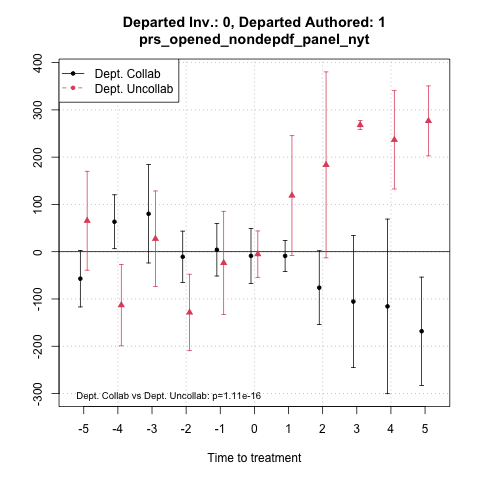 Departed Inv.: 0, Departed Authored: 1
prs_opened_nondepdf_panel_nyt
Dept. Collab
Dept. Uncollab
400
300
200
100
0
-100
-200
-300
Dept. Collab vs Dept. Uncollab: p=1.11e-16
-5 -4 -3 -2 -1 0 1 2 3 4 5
Time to treatment